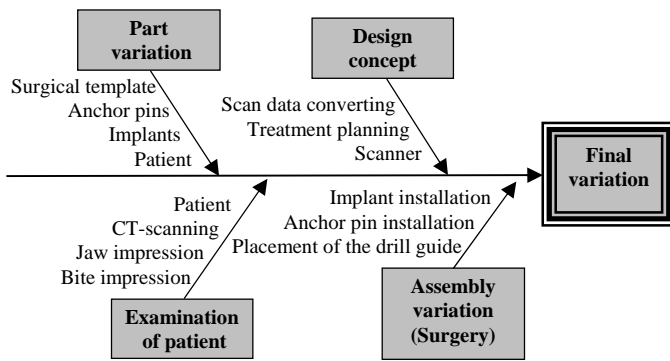 Part
variation
Surgical template
Anchor pins
Implants
Patient
Design
concept
Scan data converting
Treatment planning
Scanner
Final
variation
Patient
CT-scanning
Jaw impression
Bite impression
Examination
of patient
Implant installation
Anchor pin installation
Placement of the drill guide
Assembly
variation
(Surgery)